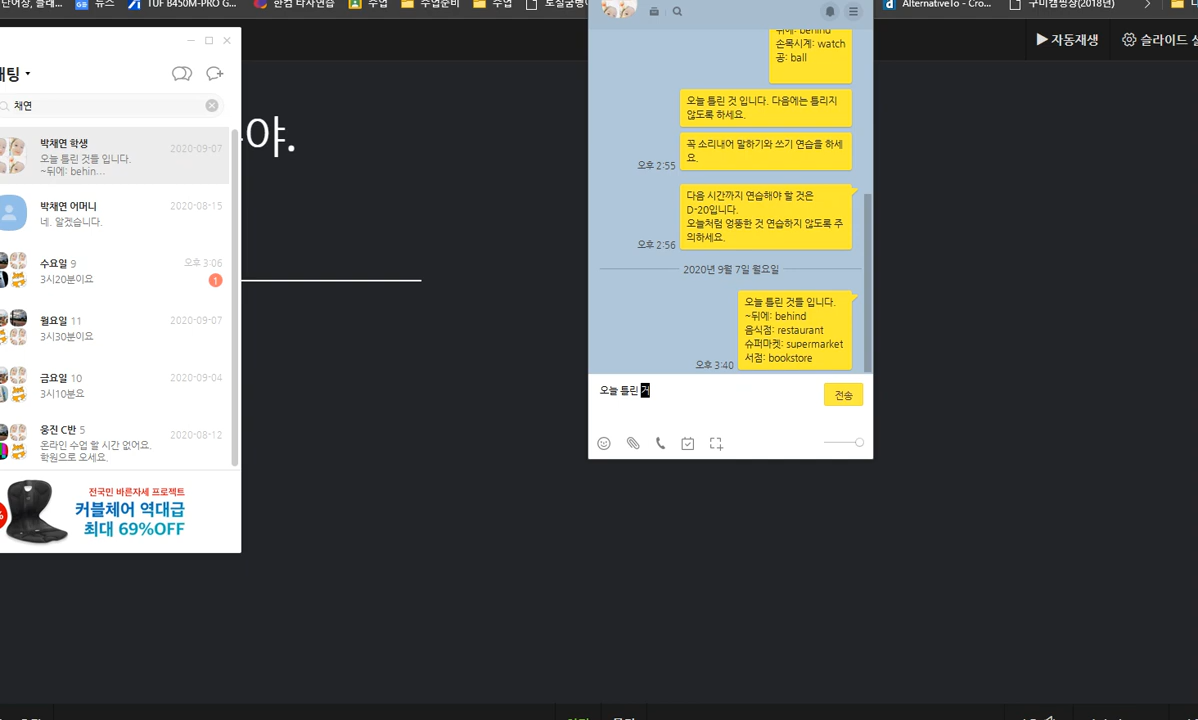 뉴스
TUF B450M-PRO G...
한컴 타자연습
수업
수업준비
수업
AlternativeTo - Cro...
구미캠핑장(2018년)
자동재생
슬라이드
야.
채팅
채연
박채연 학생
2020-09-07
오늘 틀린 것들 입니다.
~뒤에: behin...
박채연 어머니
2020-08-15
네. 알겠습니다.
수요일 9
오후 3:06
3시20분이요
1
월요일 11
2020-09-07
3시30분이요
금요일 10
2020-09-04
3시10분요
웅진 C반 5
2020-08-12
온라인 수업 할 시간 없어요.
학원으로 오세요.
전국민 바른자세 프로젝트
커블체어 역대급
최대 69%OFF
뒤에: behind
손목시계: watch
공: ball
오늘 틀린 것 입니다. 다음에는 틀리지
않도록 하세요.
꼭 소리내어 말하기와 쓰기 연습을 하세
요.
오후 2:55
다음 시간까지 연습해야 할 것은
D-20입니다.
오늘처럼 엉뚱한 것 연습하지 않도록 주
의하세요.
오후 2:56
2020년 9월 7일 월요일
오늘 틀린 것들 입니다.
~뒤에: behind
음식점: restaurant
슈퍼마켓: supermarket
서점: bookstore
오후 3:40
오늘 틀린 거
전송